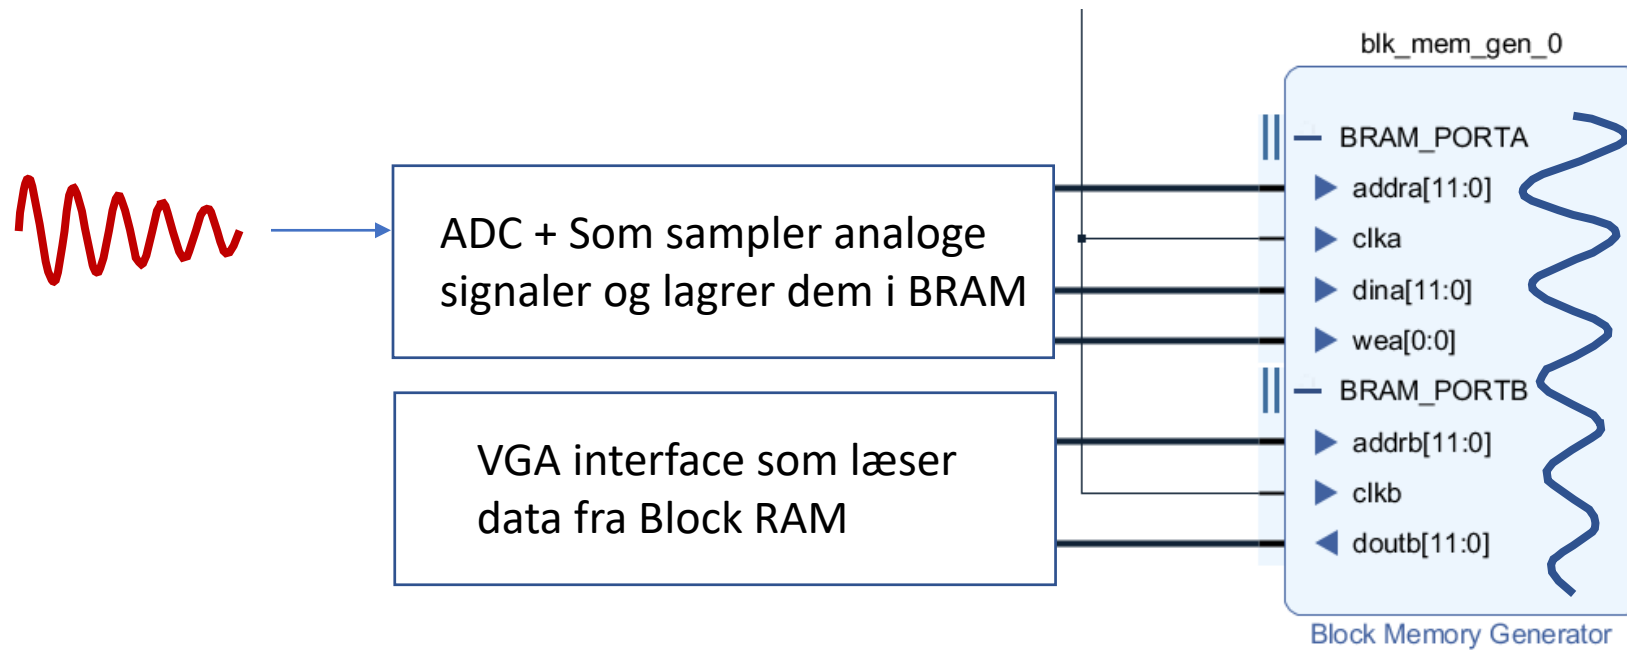 blk_mem_gen_0
BRAM_PORTA
addra[11:0]
clka
dina[11:0]
wea[0:0]
BRAM_PORTB
addrb[11:0]
clkb
doutb[11:0]
Block Memory Generator
ADC + Som sampler analoge
signaler og lagrer dem i BRAM
VGA interface som læser
data fra Block RAM